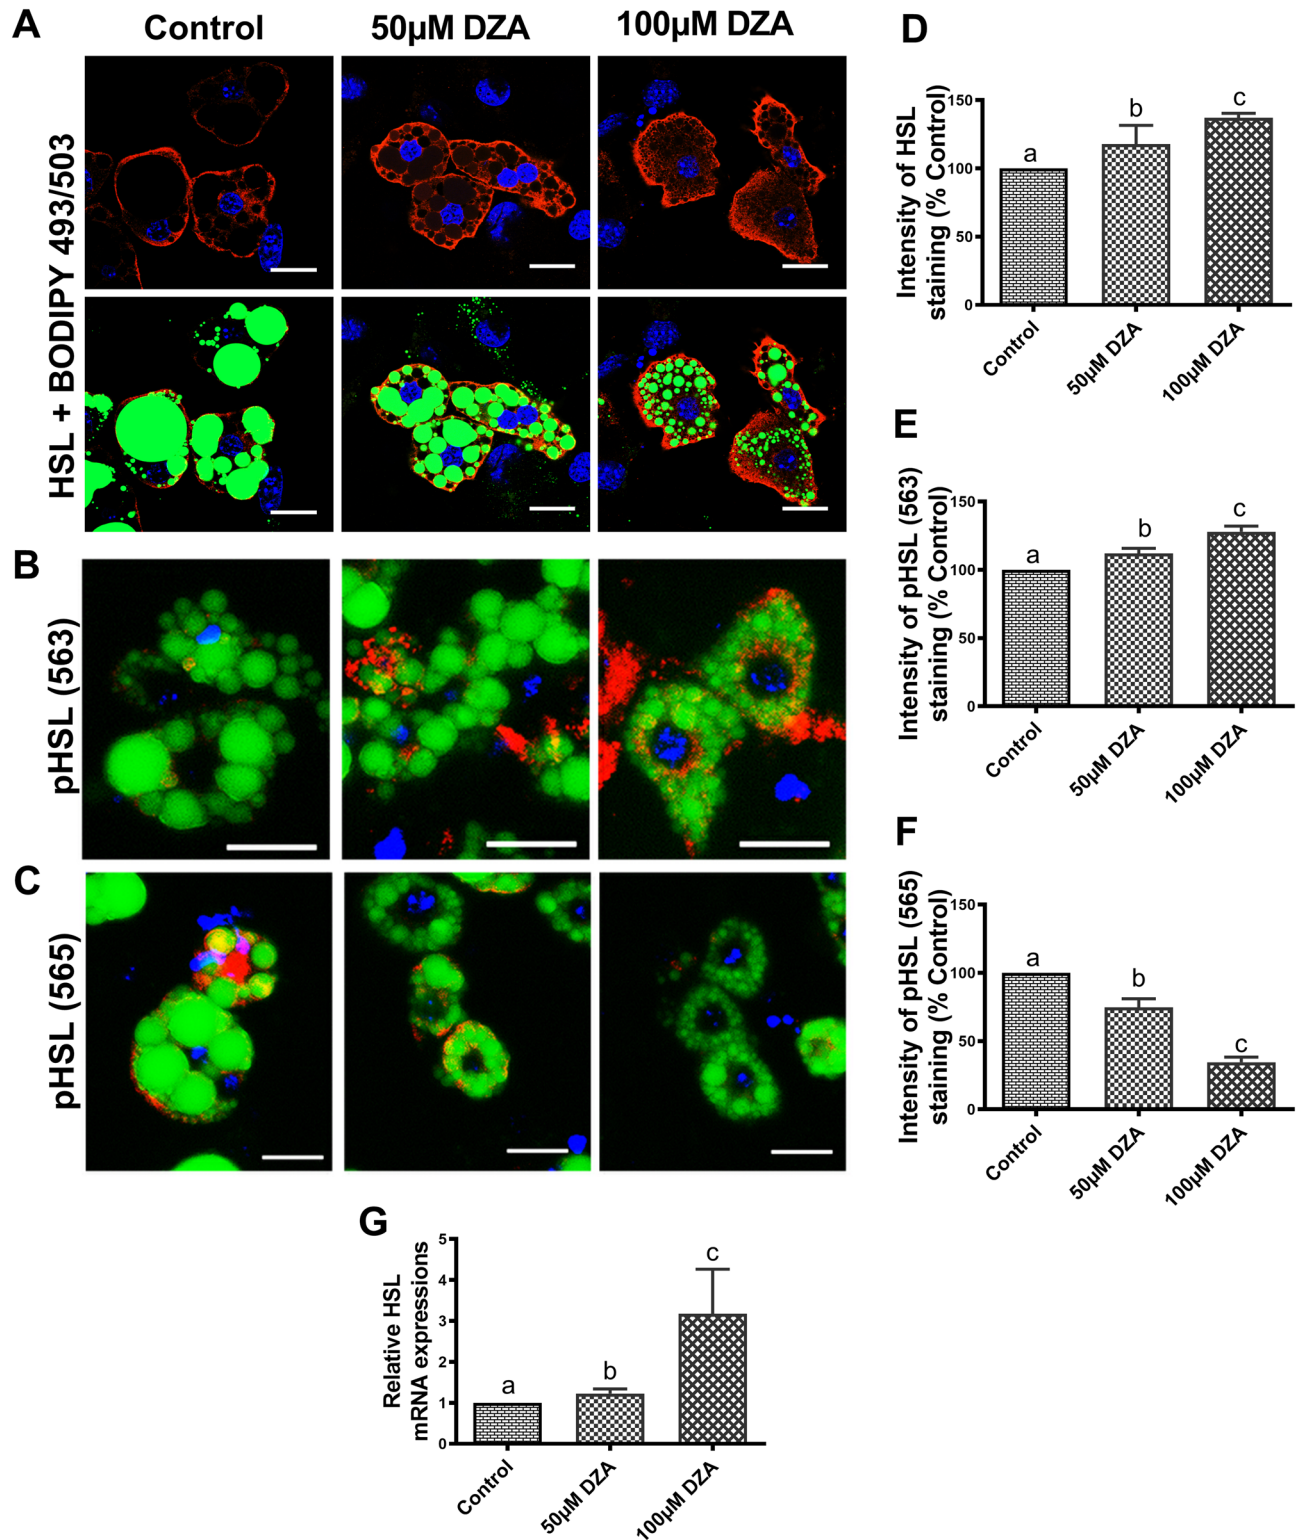 A
Control
50µM DZA
100µM DZA
HSL + BODIPY 493/503
B
pHSL (563)
C
pHSL (565)
D
Intensity of HSL
staining (% Control)
150
100
50
0
a
b
c
Control
50µM DZA
100µM DZA
E
Intensity of pHSL (563)
staining (% Control)
150
100
50
0
a
b
c
Control
50µM DZA
100µM DZA
F
Intensity of pHSL (565)
staining (% Control)
150
100
50
0
a
b
c
Control
50µM DZA
100µM DZA
G
Relative HSL
mRNA expressions
5
4
3
2
1
0
a
b
c
Control
50µM DZA
100µM DZA